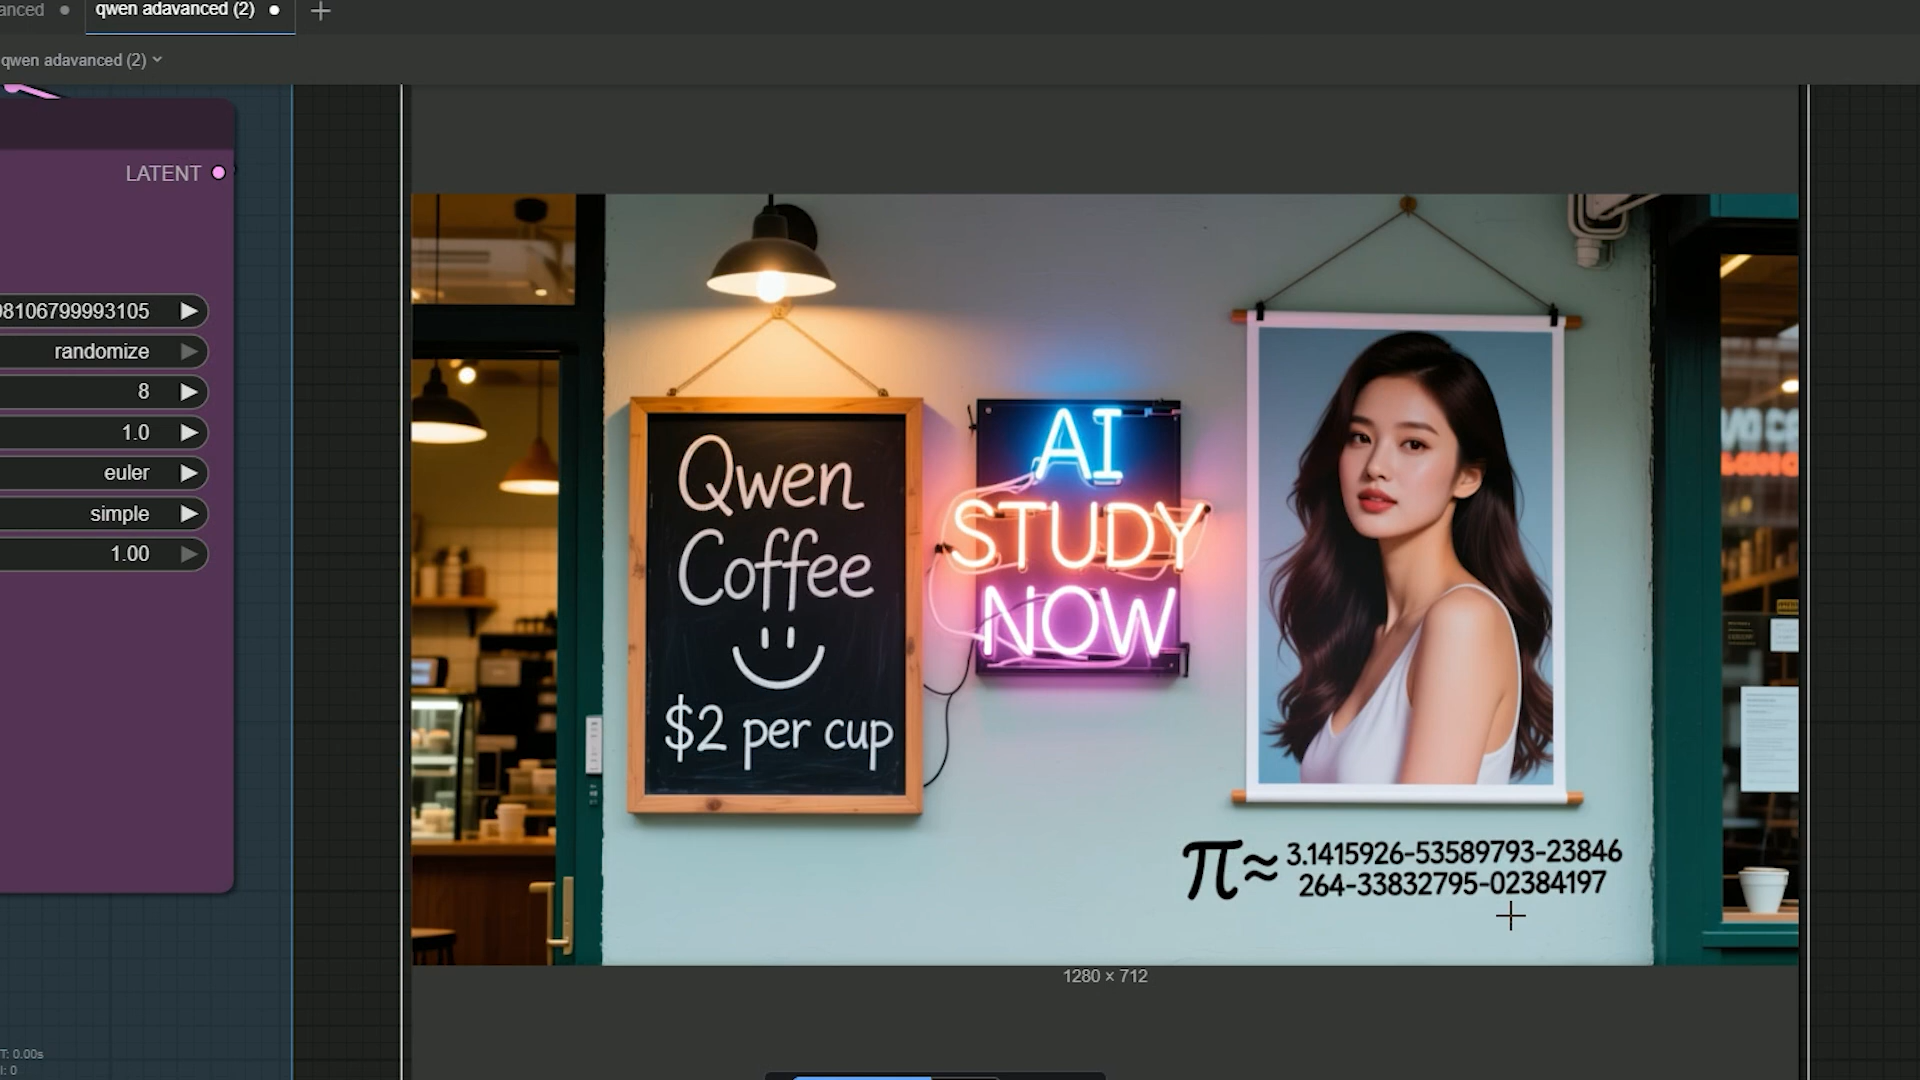 qwen adavanced (2)
qwen adavanced (2)
LATENT
randomize
8
1.0
euler
simple
1.00
Qwen
Coffee
$2 per cup
AI
STUDY
NOW
π≈ 3.1415926-53589793-23846
264-33832795-02384197
1280 × 712
T: 0.00s
I: 0